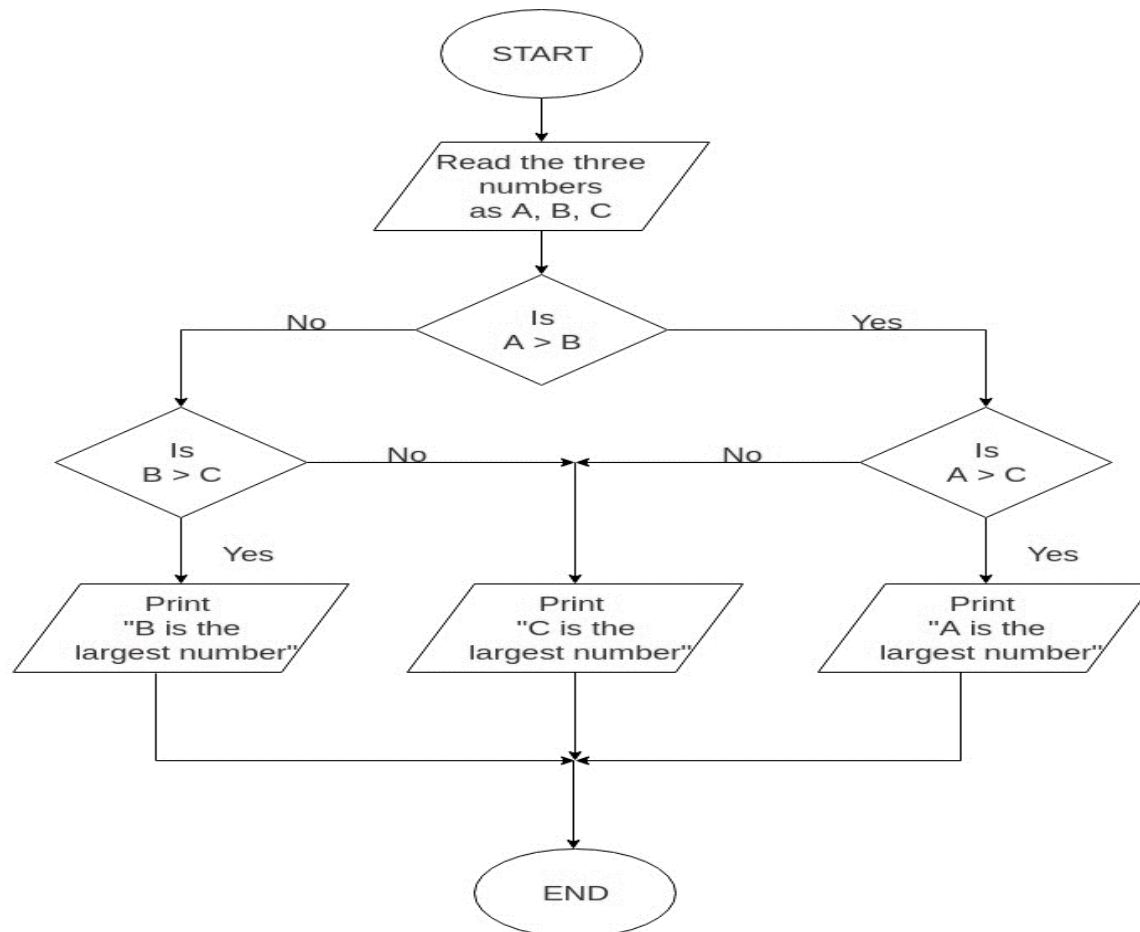 START
Read the three
numbers
as A, B, C
Is
A > B
No
Yes
Is
B > C
No
No
Is
A > C
Yes
Yes
Print
"B is the
largest number"
Print
"C is the
largest number"
Print
"A is the
largest number"
END